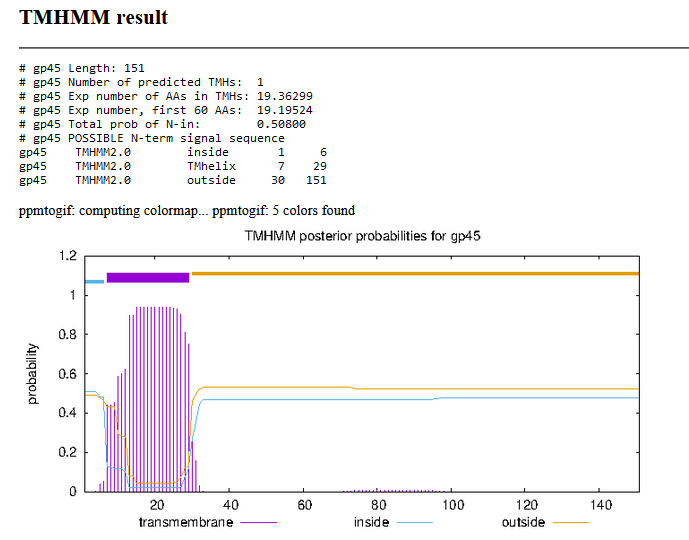 TMHMM result
# gp45 Length: 151
# gp45 Number of predicted TMHs:  1
# gp45 Exp number of AAs in TMHs: 19.36299
# gp45 Exp number, first 60 AAs:  19.19524
# gp45 Total prob of N-in:        0.50800
# gp45 POSSIBLE N-term signal sequence
gp45    TMHMM2.0        inside       1     6
gp45    TMHMM2.0        TMhelix      7    29
gp45    TMHMM2.0        outside     30   151
ppmtogif: computing colormap... ppmtogif: 5 colors found
TMHMM posterior probabilities for gp45
1.2
1
0.8
0.6
0.4
0.2
0
probability
20 40 60 80 100 120 140
transmembrane inside outside